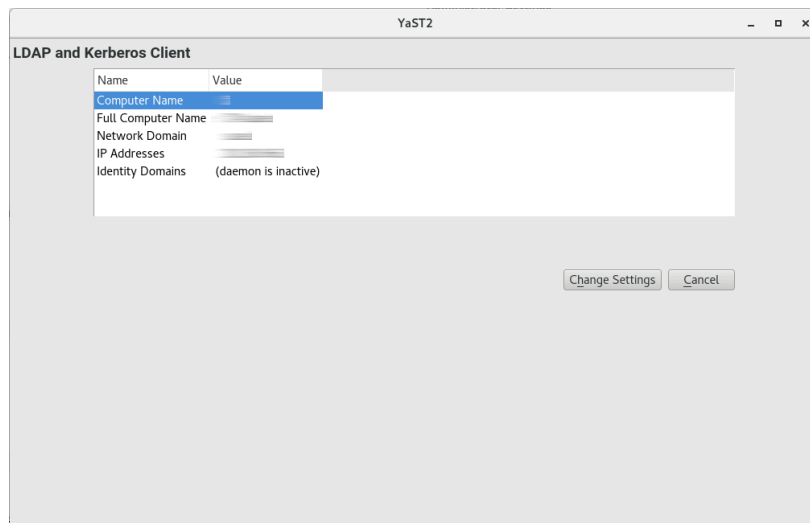 YaST2
LDAP and Kerberos Client
Name Value
Computer Name
Full Computer Name
Network Domain
IP Addresses
Identity Domains (daemon is inactive)
Change Settings Cancel